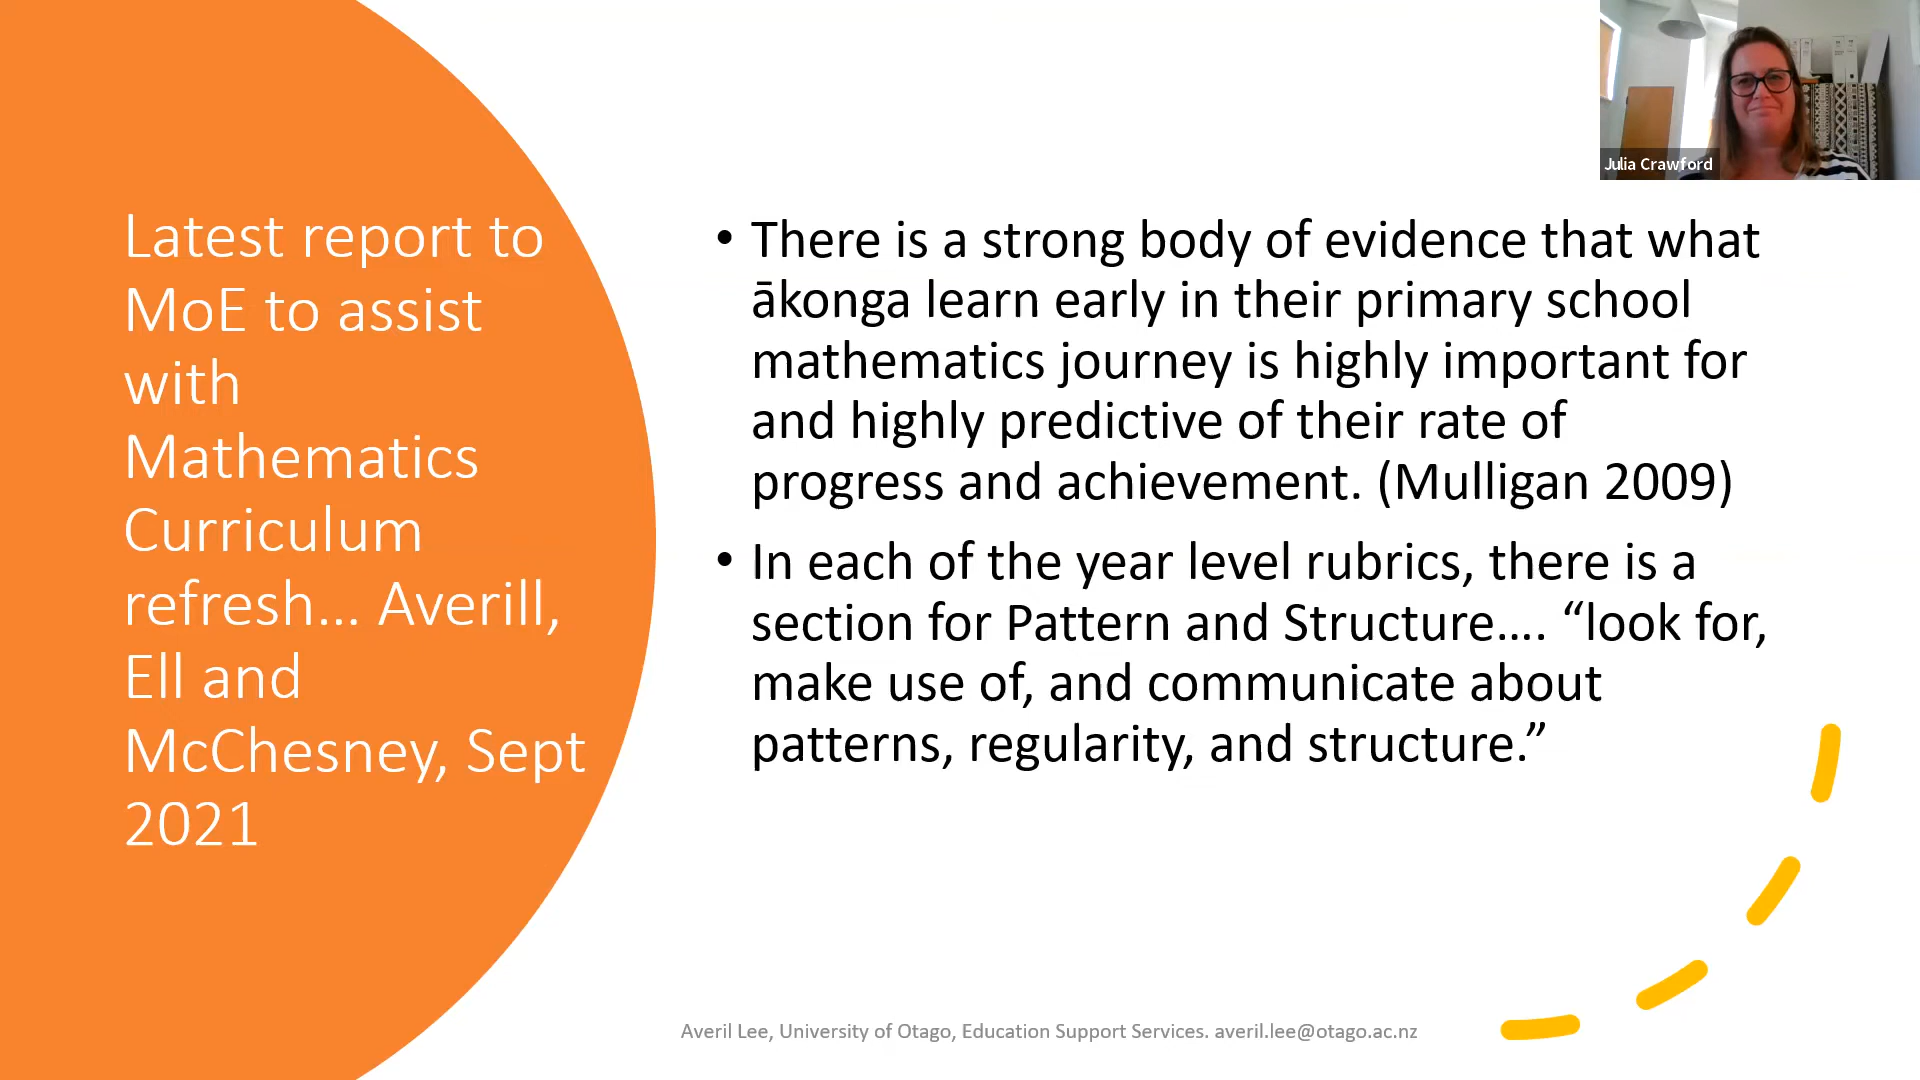 Julia Crawford
Latest report to
MoE to assist
with
Mathematics
Curriculum
refresh... Averill,
Ell and
McChesney, Sept
2021
• There is a strong body of evidence that what
ākonga learn early in their primary school
mathematics journey is highly important for
and highly predictive of their rate of
progress and achievement. (Mulligan 2009)
• In each of the year level rubrics, there is a
section for Pattern and Structure.... “look for,
make use of, and communicate about
patterns, regularity, and structure.”
Averil Lee, University of Otago, Education Support Services. averil.lee@otago.ac.nz